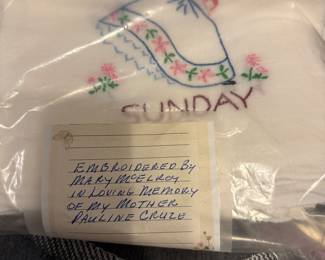 SUNDAY
EMBROIDERED BY
MARY McELROY
IN LOVING MEMORY
OF MY MOTHER
PAULINE CRUZE